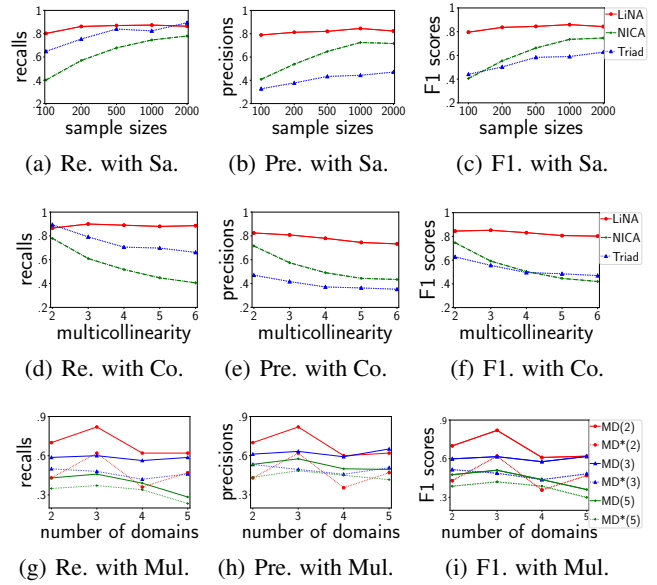 1 .8 .6 .4 .2
recalls
100 200 500 1000 2000
sample sizes
(a) Re. with Sa.
1 .8 .6 .4 .2
precisions
100 200 500 1000 2000
sample sizes
(b) Pre. with Sa.
1 .8 .6 .4 .2
F1 scores
100 200 500 1000 2000
sample sizes
LiNA
NICA
Triad
(c) F1. with Sa.
1 .8 .6 .4 .2
recalls
2 3 4 5 6
multicollinearity
(d) Re. with Co.
1 .8 .6 .4 .2
precisions
2 3 4 5 6
multicollinearity
(e) Pre. with Co.
1 .8 .6 .4 .2
F1 scores
2 3 4 5 6
multicollinearity
LiNA
NICA
Triad
(f) F1. with Co.
.9 .6 .3
recalls
2 3 4 5
number of domains
(g) Re. with Mul.
.9 .6 .3
precisions
2 3 4 5
number of domains
(h) Pre. with Mul.
.9 .6 .3
F1 scores
2 3 4 5
number of domains
MD(2)
MD*(2)
MD(3)
MD*(3)
MD(5)
MD*(5)
(i) F1. with Mul.